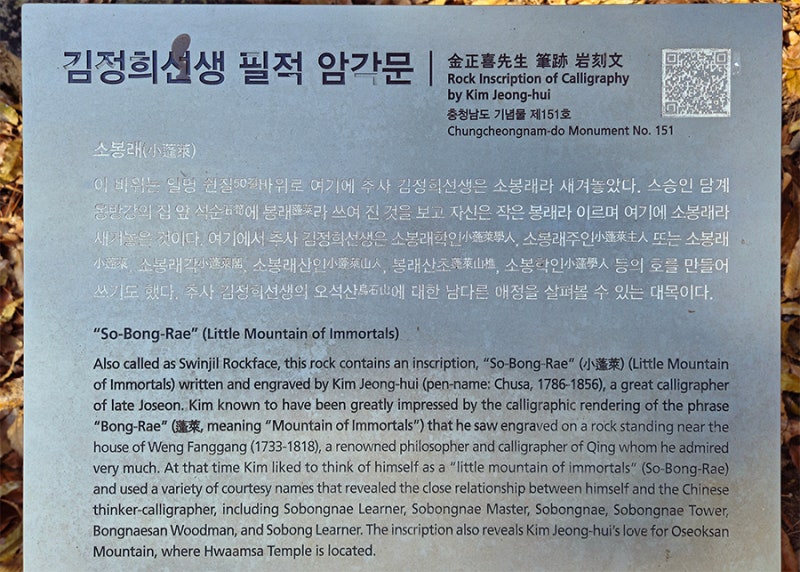 김정희선생 필적 암각문
金正喜先生 筆跡 岩刻文
Rock Inscription of Calligraphy
by Kim Jeong-hui
충청남도 기념물 제151호
Chungcheongnam-do Monument No. 151
소봉래(小蓬萊)
이 바위는 일명 쉰질50길바위로 여기에 추사 김정희선생은 소봉래라 새겨놓았다. 스승인 담계
옹방강의 집 앞 석순石筍에 봉래蓬萊라 쓰여 진 것을 보고 자신은 작은 봉래라 이르며 여기에 소봉래라
새겨놓은 것이다. 여기에서 추사 김정희선생은 소봉래학인小蓬萊學人, 소봉래주인小蓬萊主人 또는 소봉래
小蓬萊, 소봉래각小蓬萊閣, 소봉래산인小蓬萊山人, 봉래산초蓬萊山樵, 소봉학인小蓬學人 등의 호를 만들어
쓰기도 했다. 추사 김정희선생의 오석산烏石山에 대한 남다른 애정을 살펴볼 수 있는 대목이다.
“So-Bong-Rae” (Little Mountain of Immortals)
Also called as Swinjil Rockface, this rock contains an inscription, “So-Bong-Rae” (小蓬萊) (Little Mountain
of Immortals) written and engraved by Kim Jeong-hui (pen-name: Chusa, 1786-1856), a great calligrapher
of late Joseon. Kim known to have been greatly impressed by the calligraphic rendering of the phrase
“Bong-Rae” (蓬萊, meaning “Mountain of Immortals”) that he saw engraved on a rock standing near the
house of Weng Fanggang (1733-1818), a renowned philosopher and calligrapher of Qing whom he admired
very much. At that time Kim liked to think of himself as a “little mountain of immortals” (So-Bong-Rae)
and used a variety of courtesy names that revealed the close relationship between himself and the Chinese
thinker-calligrapher, including Sobongnae Learner, Sobongnae Master, Sobongnae, Sobongnae Tower,
Bongnaesan Woodman, and Sobong Learner. The inscription also reveals Kim Jeong-hui’s love for Oseoksan
Mountain, where Hwaamsa Temple is located.